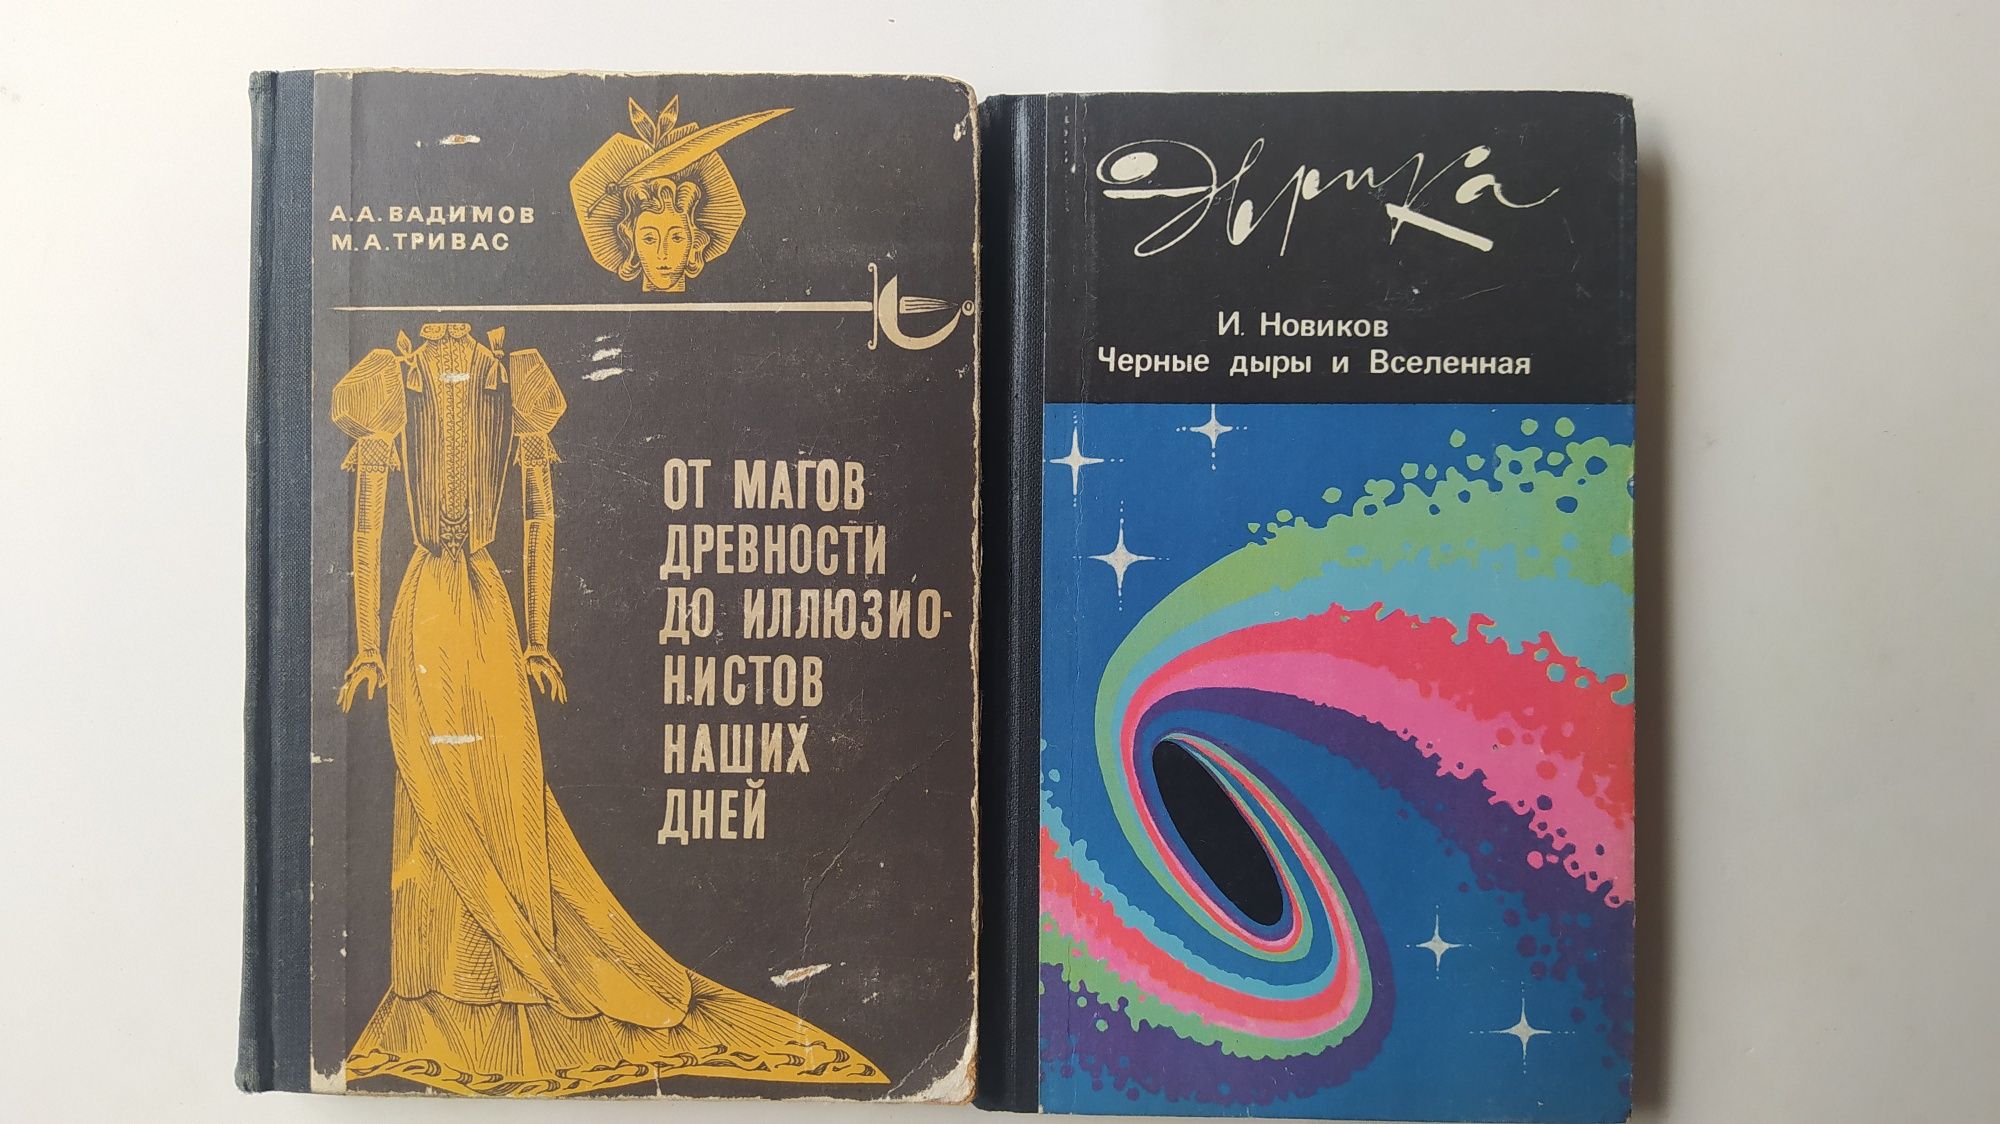 А.А.ВАДИМОВ
М.А.ТРИВАС
ОТ МАГОВ
ДРЕВНОСТИ
ДО ИЛЛЮЗИО-
НИСТОВ
НАШИХ
ДНЕЙ
Эврика
И. Новиков
Черные дыры и Вселенная